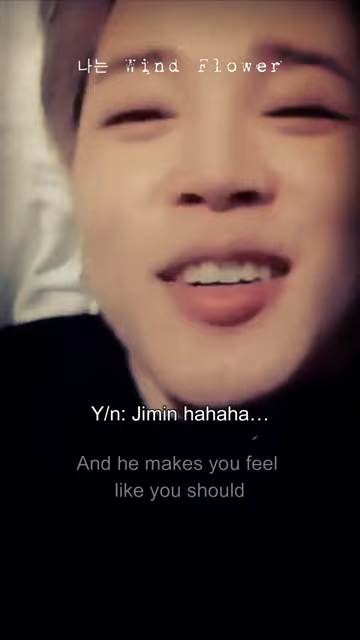 나는 Wind Flower
Y/n: Jimin hahaha...
And he makes you feel
like you should